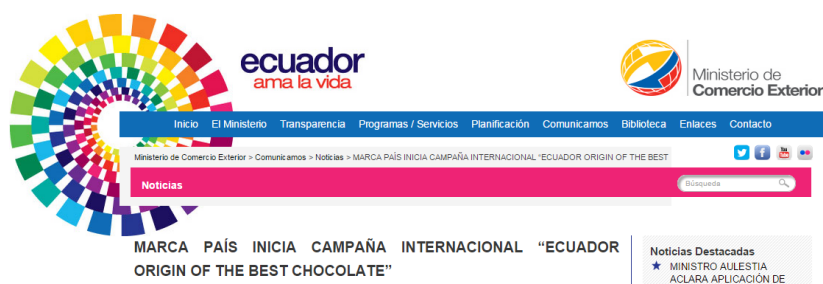 ecuador
ama la vida
Ministerio de
Comercio Exterior
Inicio El Ministerio Transparencia Programas / Servicios Planificación Comunicamos Biblioteca Enlaces Contacto
Ministerio de Comercio Exterior > Comunicamos > Noticias > MARCA PAÍS INICIA CAMPAÑA INTERNACIONAL "ECUADOR ORIGIN OF THE BEST
Noticias
Búsqueda
MARCA PAÍS INICIA CAMPAÑA INTERNACIONAL “ECUADOR
ORIGIN OF THE BEST CHOCOLATE”
Noticias Destacadas
MINISTRO AULESTIA
ACLARA APLICACIÓN DE